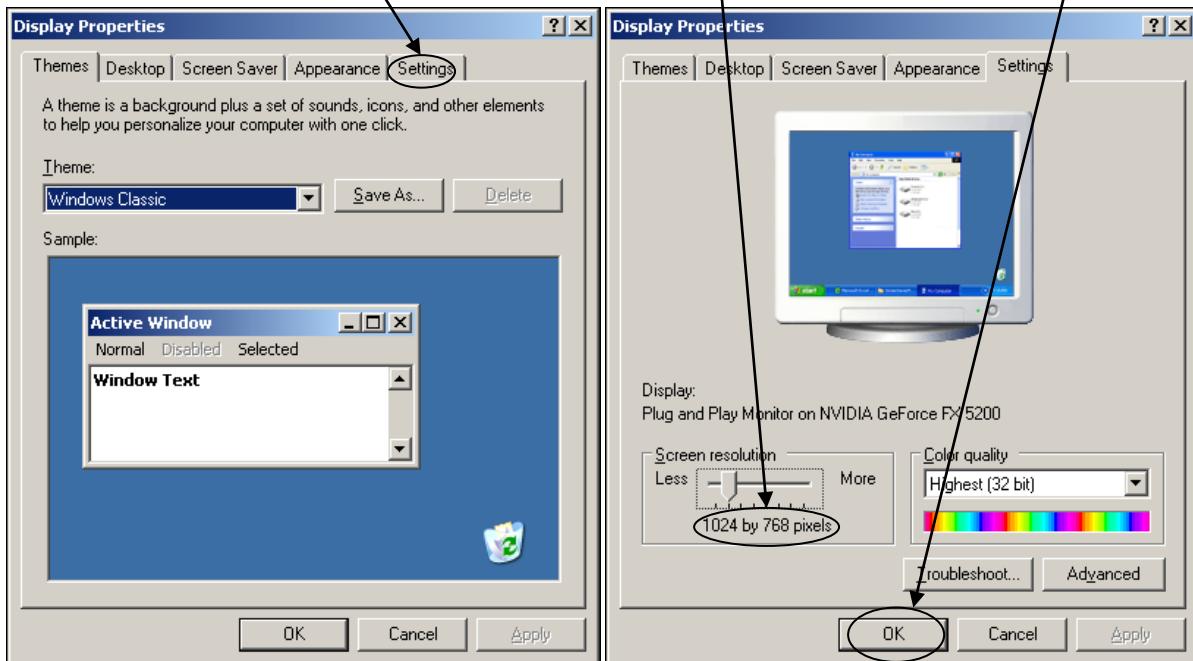 Display Properties
Themes Desktop Screen Saver Appearance Settings
A theme is a background plus a set of sounds, icons, and other elements
to help you personalize your computer with one click.
Theme:
Windows Classic Save As... Delete
Sample:
Active Window
Normal Disabled Selected
Window Text
OK Cancel Apply
Display Properties
Themes Desktop Screen Saver Appearance Settings
start
Display:
Plug and Play Monitor on NVIDIA GeForce FX 5200
Screen resolution
Less More
1024 by 768 pixels
Color quality
Highest (32 bit)
Troubleshoot... Advanced
OK Cancel Apply